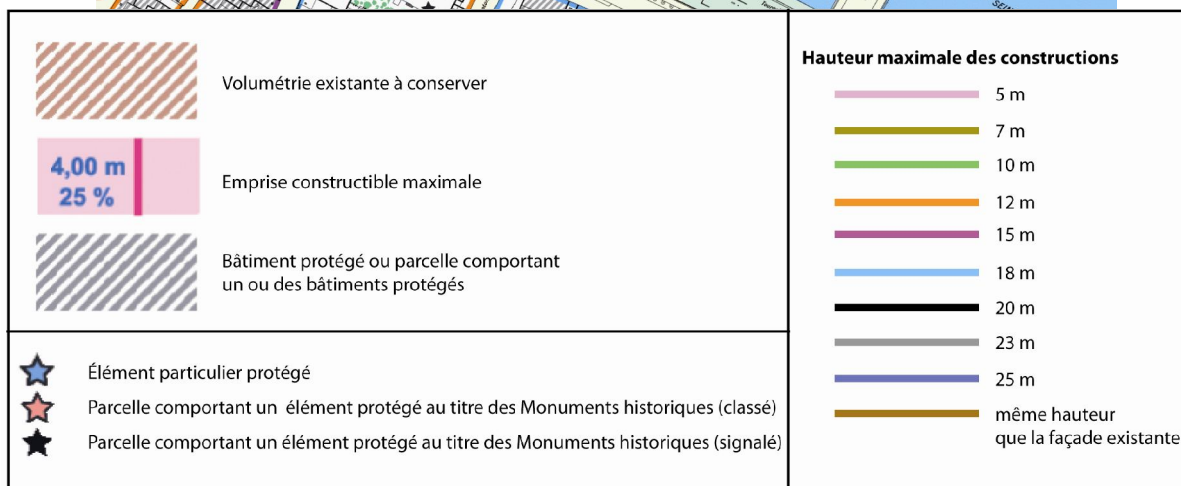 SEIN
Volumétrie existante à conserver
4,00 m
25 %
Emprise constructible maximale
Bâtiment protégé ou parcelle comportant
un ou des bâtiments protégés
Élément particulier protégé
Parcelle comportant un élément protégé au titre des Monuments historiques (classé)
Parcelle comportant un élément protégé au titre des Monuments historiques (signalé)
Hauteur maximale des constructions
5 m
7 m
10 m
12 m
15 m
18 m
20 m
23 m
25 m
même hauteur
que la façade existante